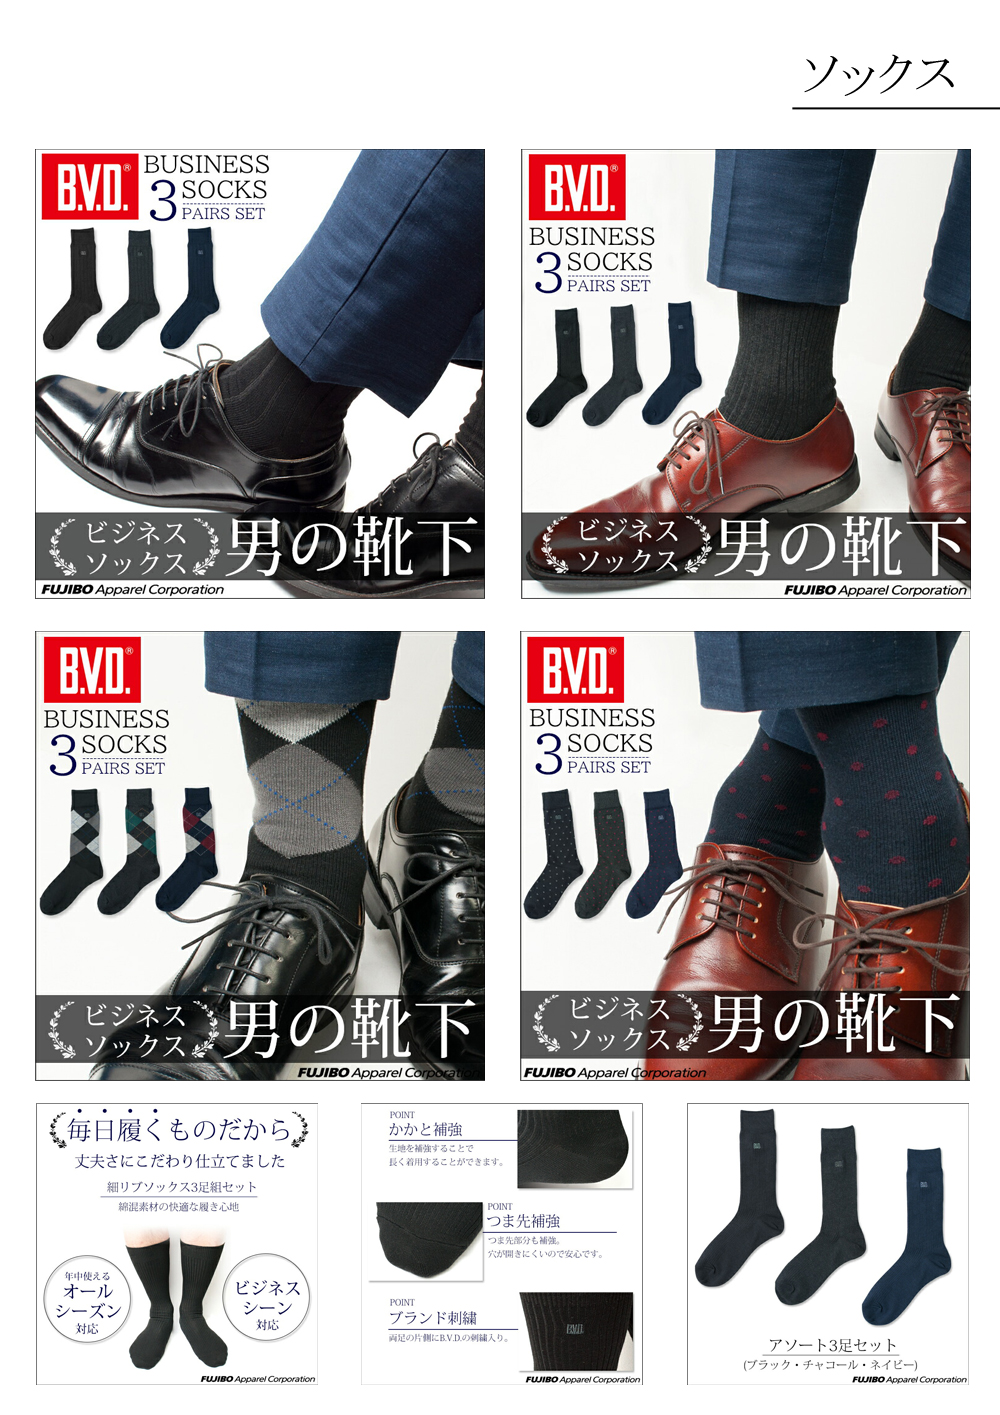 ソックス
B.V.D.®
BUSINESS
3 SOCKS
PAIRS SET
ビジネス
ソックス
男の靴下
FUJIBO Apparel Corporation
B.V.D.®
BUSINESS
3 SOCKS
PAIRS SET
ビジネス
ソックス
男の靴下
FUJIBO Apparel Corporation
B.V.D.®
BUSINESS
3 SOCKS
PAIRS SET
ビジネス
ソックス
男の靴下
FUJIBO Apparel Corporation
B.V.D.®
BUSINESS
3 SOCKS
PAIRS SET
ビジネス
ソックス
男の靴下
FUJIBO Apparel Corporation
毎日履くものだから
丈夫さにこだわり仕立てました
細リブソックス3足組セット
綿混素材の快適な履き心地
年中使える
オール
シーズン
対応
ビジネス
シーン
対応
FUJIBO Apparel Corporation
POINT
かかと補強
生地を補強することで
長く着用することができます。
POINT
つま先補強
つま先部分も補強。
穴が開きにくいので安心です。
POINT
ブランド刺繍
両足の片側にB.V.D.の刺繍入り。
B.V.D.
FUJIBO Apparel Corporation
アソート3足セット
(ブラック・チャコール・ネイビー)
FUJIBO Apparel Corporation